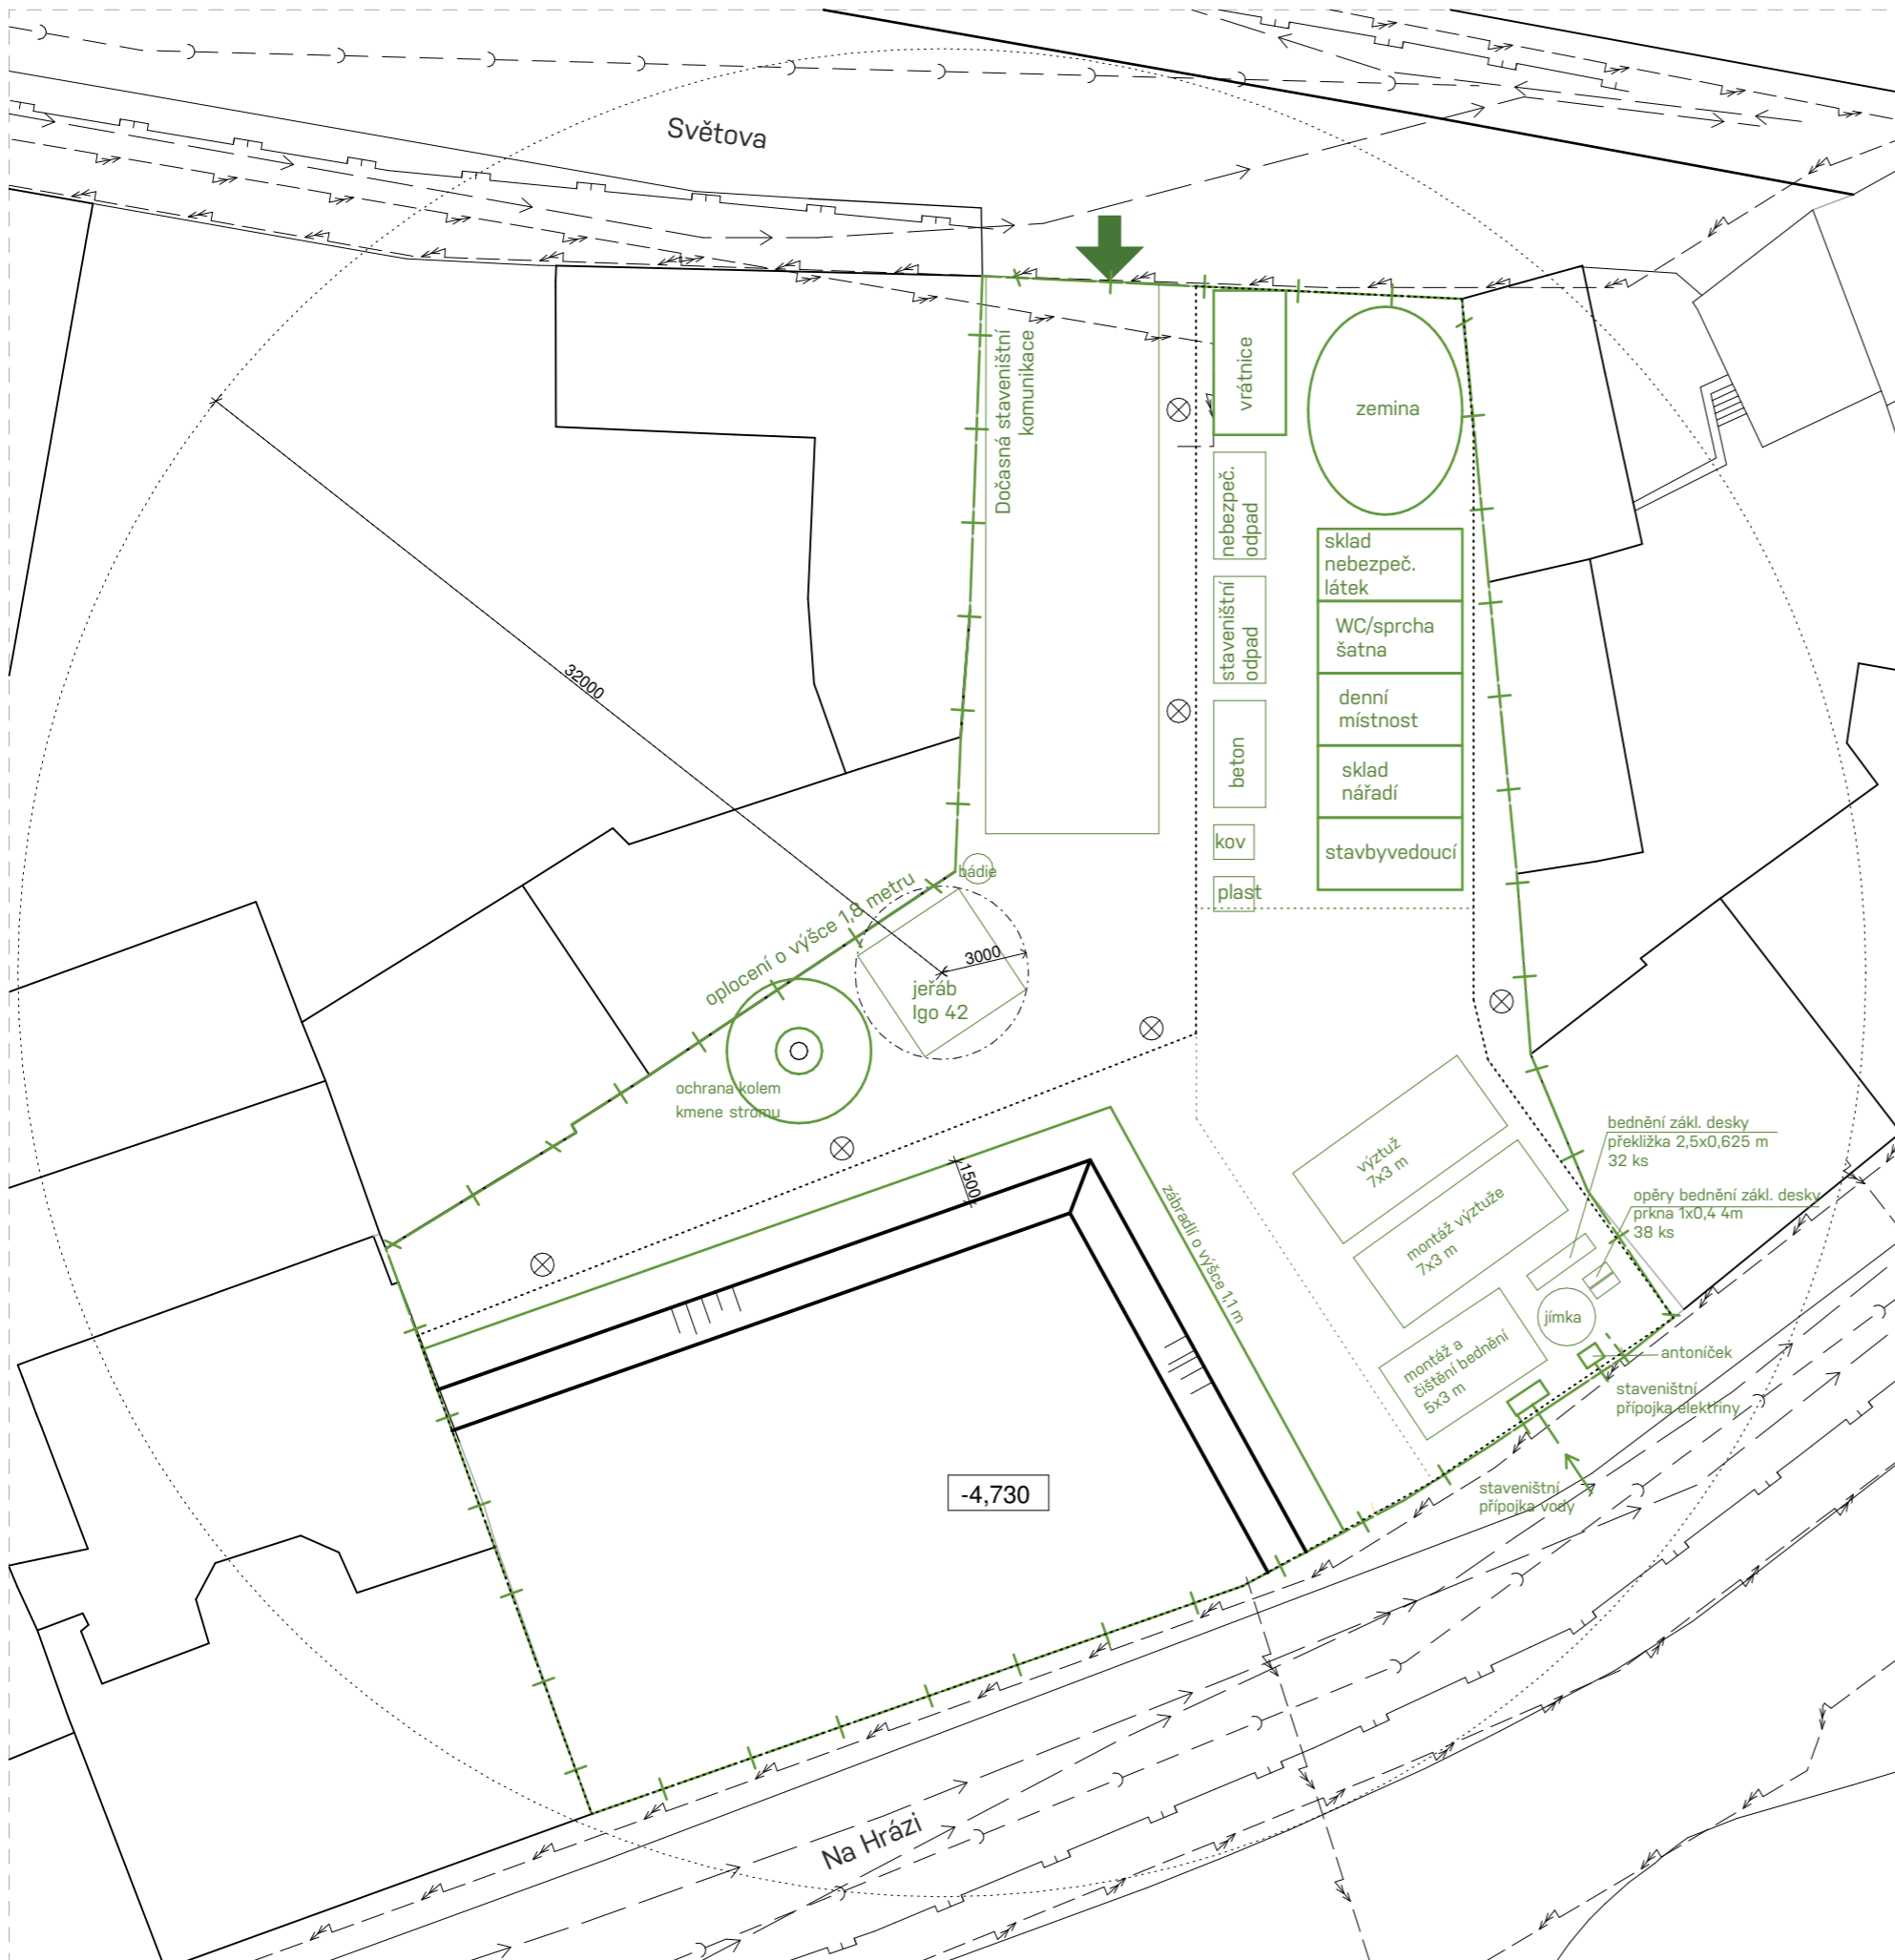 Světova
Dočasná staveništní
komunikace
vrátnice
zemina
nebezpeč.
odpad
sklad
nebezpeč.
látek
staveništní
odpad
WC/sprcha
šatna
denní
místnost
beton
sklad
nářadí
kov
stavbyvedoucí
plast
32000
bádie
oplocení o výšce 1,8 metru
3000
jeřáb
lgo 42
ochrana kolem
kmene stromu
1500
zábradlí o výšce 1,1 m
výztuž
7x3 m
montáž výztuže
7x3 m
bednění zákl. desky
překližka 2,5x0,625 m
32 ks
opěry bednění zákl. desky
prkna 1x0,4 4m
38 ks
jímka
montáž a
čištění bednění
5x3 m
antoníček
staveništní
přípojka elektřiny
staveništní
přípojka vody
-4,730
Na Hrázi